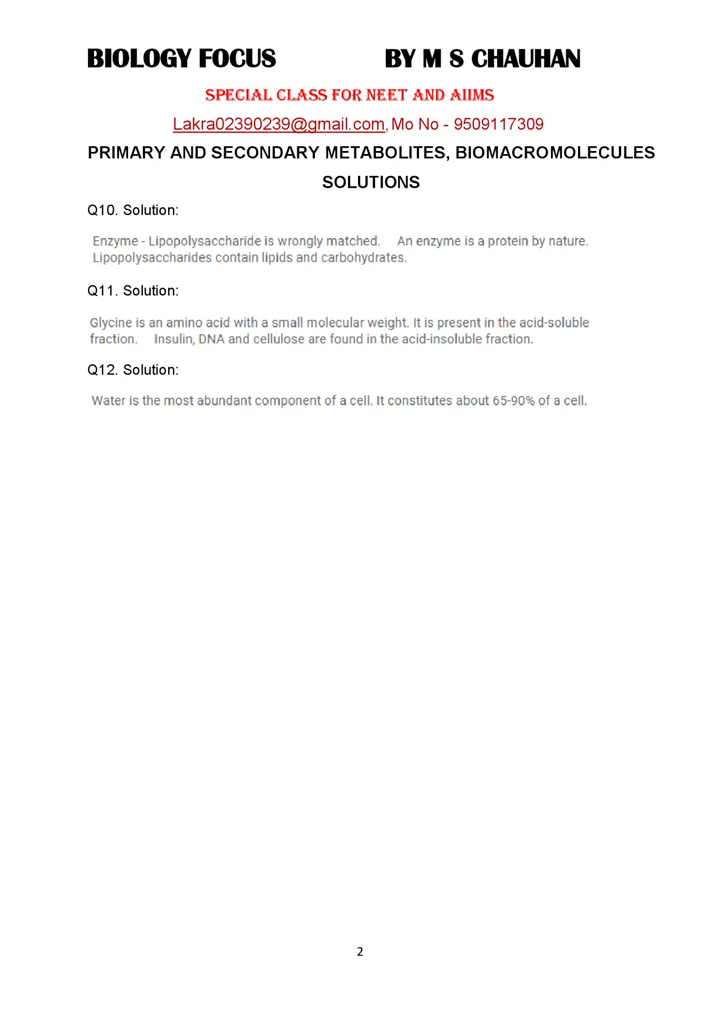 BIOLOGY FOCUS BY M S CHAUHAN
SPECIAL CLASS FOR NEET AND AIIMS
Lakra02390239@gmail.com, Mo No - 9509117309
PRIMARY AND SECONDARY METABOLITES, BIOMACROMOLECULES
SOLUTIONS
Q10. Solution:
Enzyme - Lipopolysaccharide is wrongly matched. An enzyme is a protein by nature.
Lipopolysaccharides contain lipids and carbohydrates.
Q11. Solution:
Glycine is an amino acid with a small molecular weight. It is present in the acid-soluble
fraction. Insulin, DNA and cellulose are found in the acid-insoluble fraction.
Q12. Solution:
Water is the most abundant component of a cell. It constitutes about 65-90% of a cell.
2